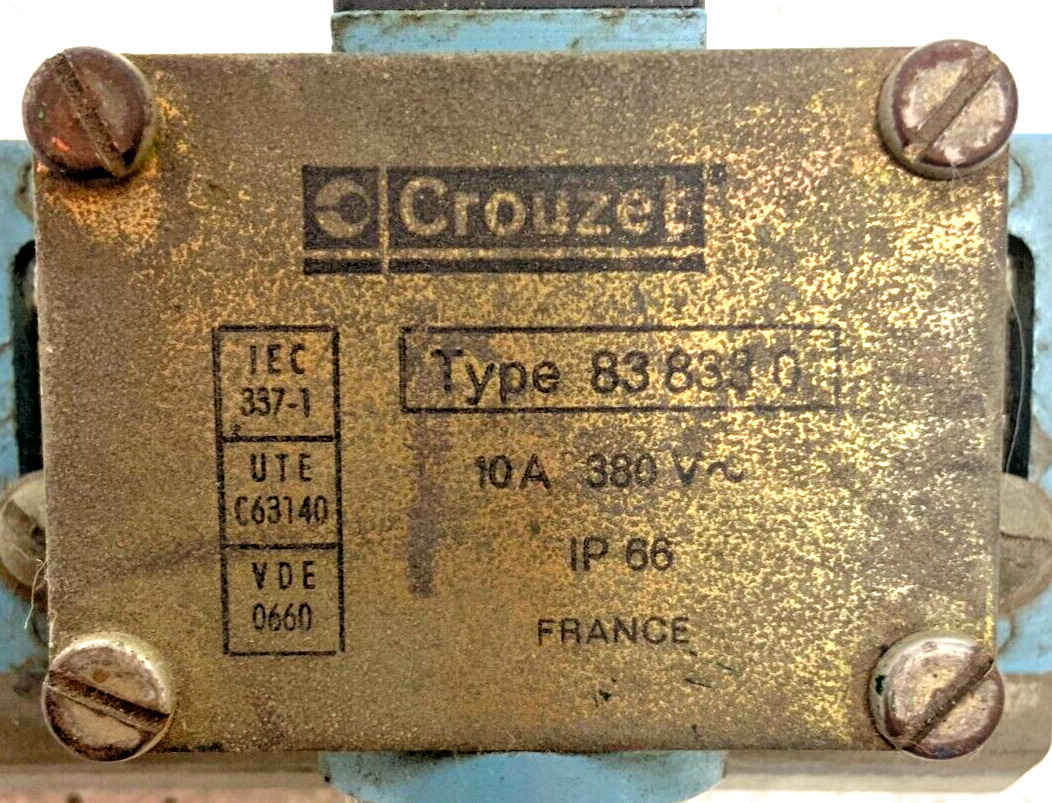 Crouzet
IEC
337-1
UTE
C63140
VDE
0660
Type 83 833 0
10A 380 V~
IP 66
FRANCE